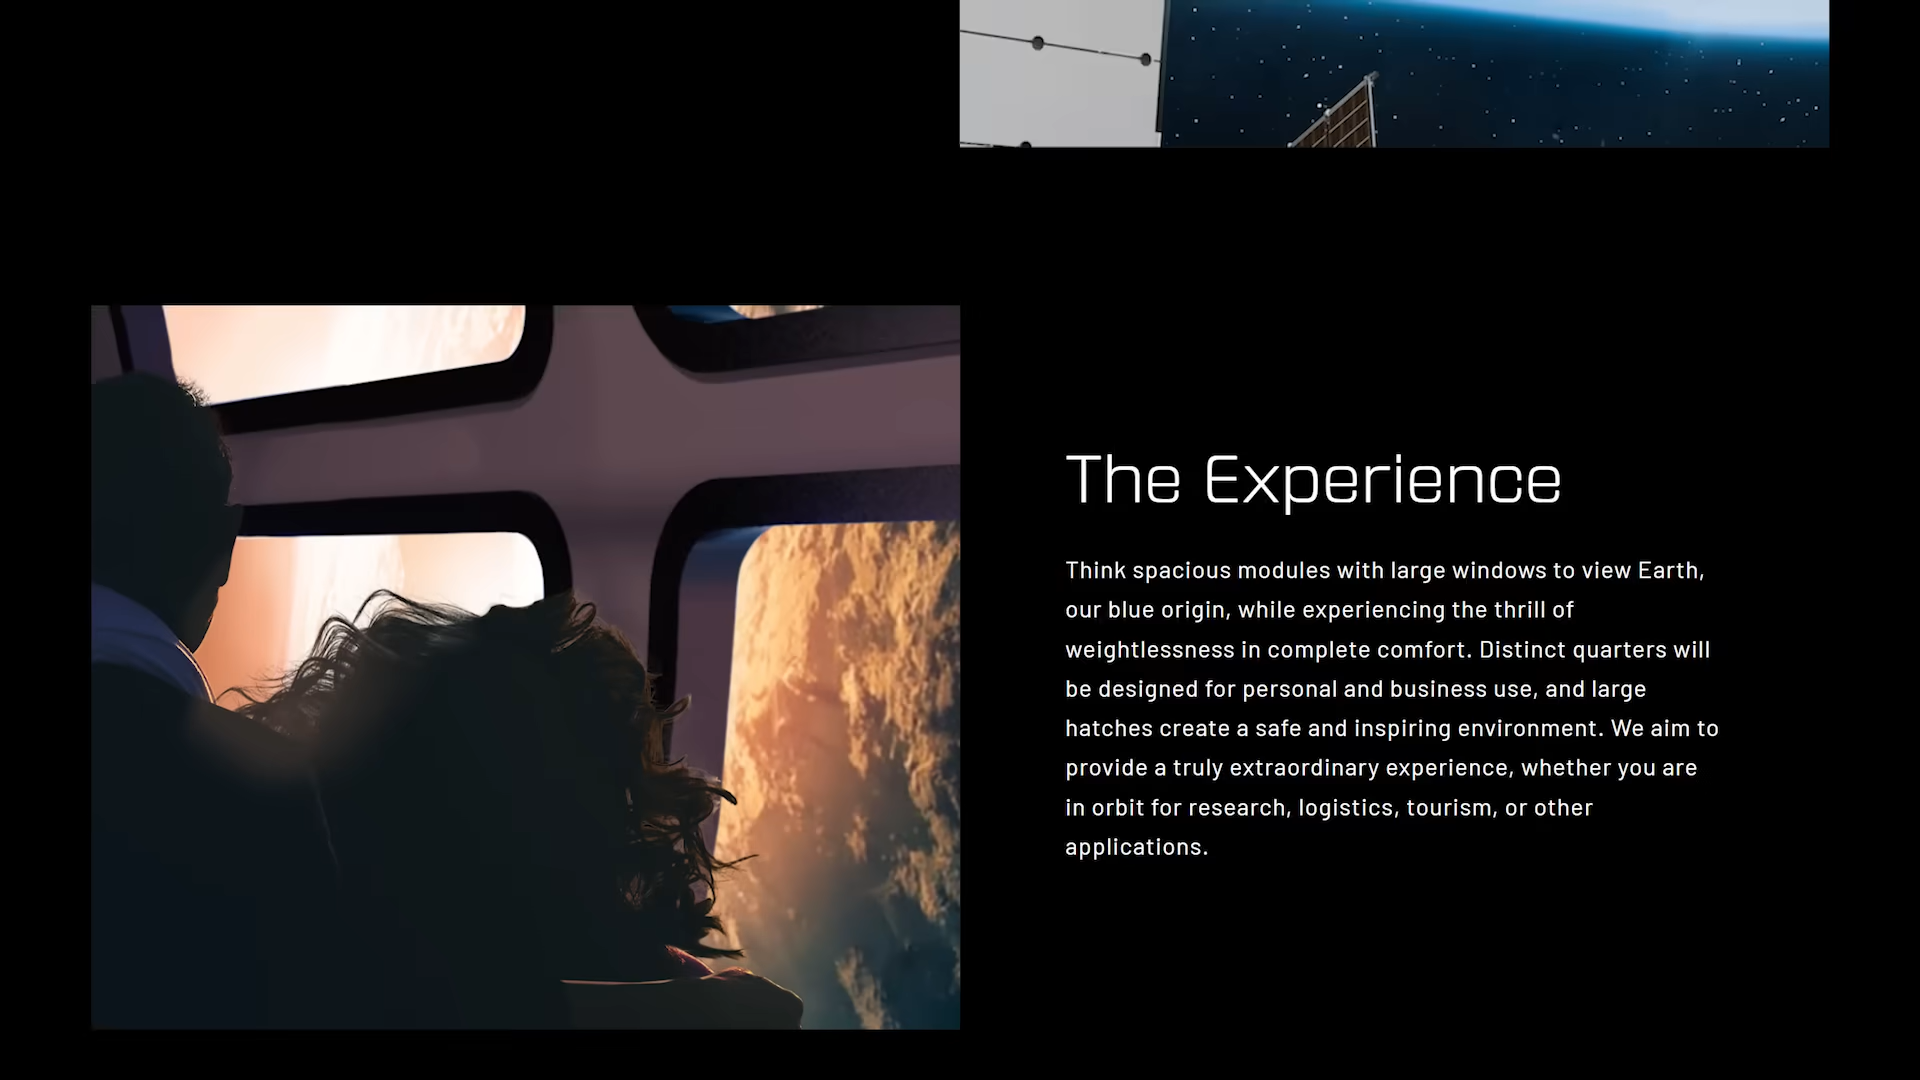 The Experience
Think spacious modules with large windows to view Earth,
our blue origin, while experiencing the thrill of
weightlessness in complete comfort. Distinct quarters will
be designed for personal and business use, and large
hatches create a safe and inspiring environment. We aim to
provide a truly extraordinary experience, whether you are
in orbit for research, logistics, tourism, or other
applications.